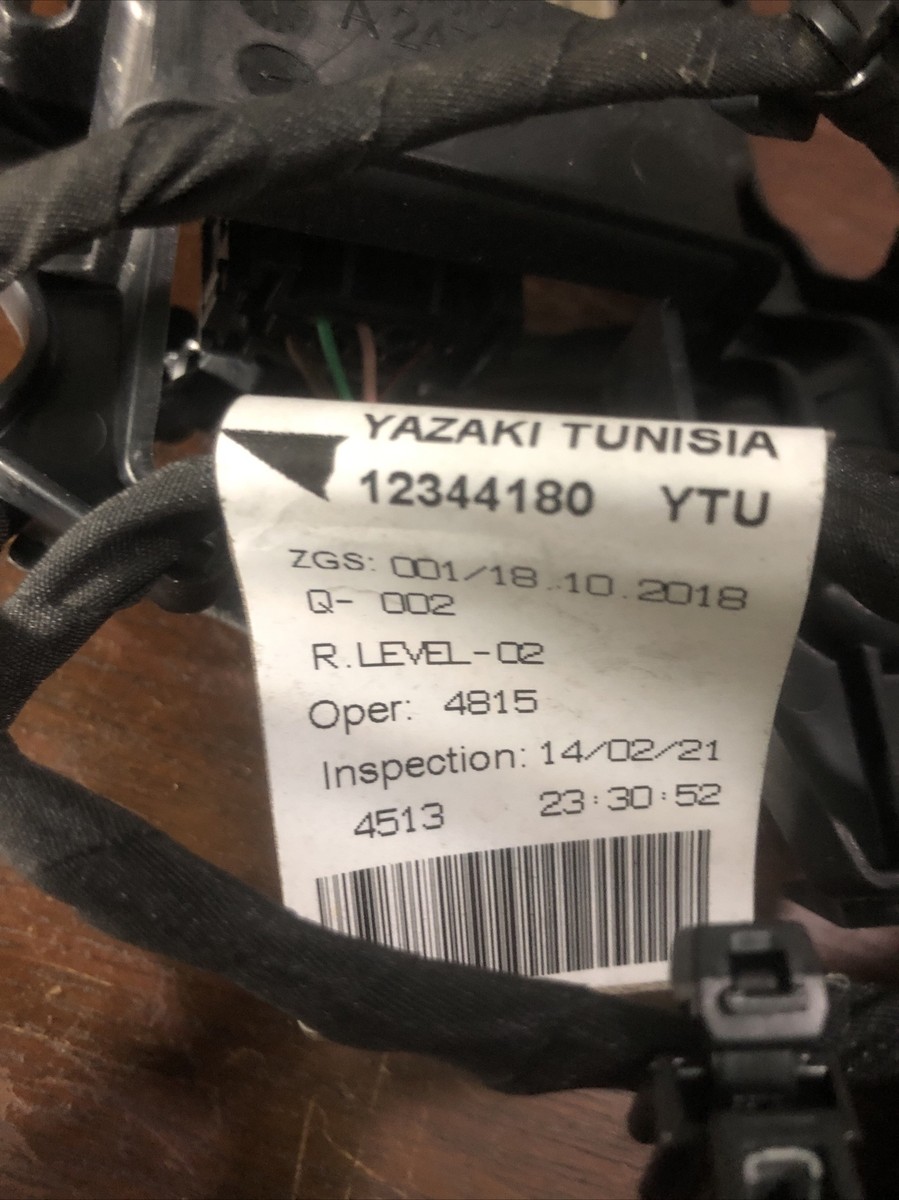 A
YAZAKI TUNISIA
12344180 YTU
ZGS: 001/18.10.2018
Q- 002
R.LEVEL-02
Oper: 4815
Inspection: 14/02/21
4513 23:30:52